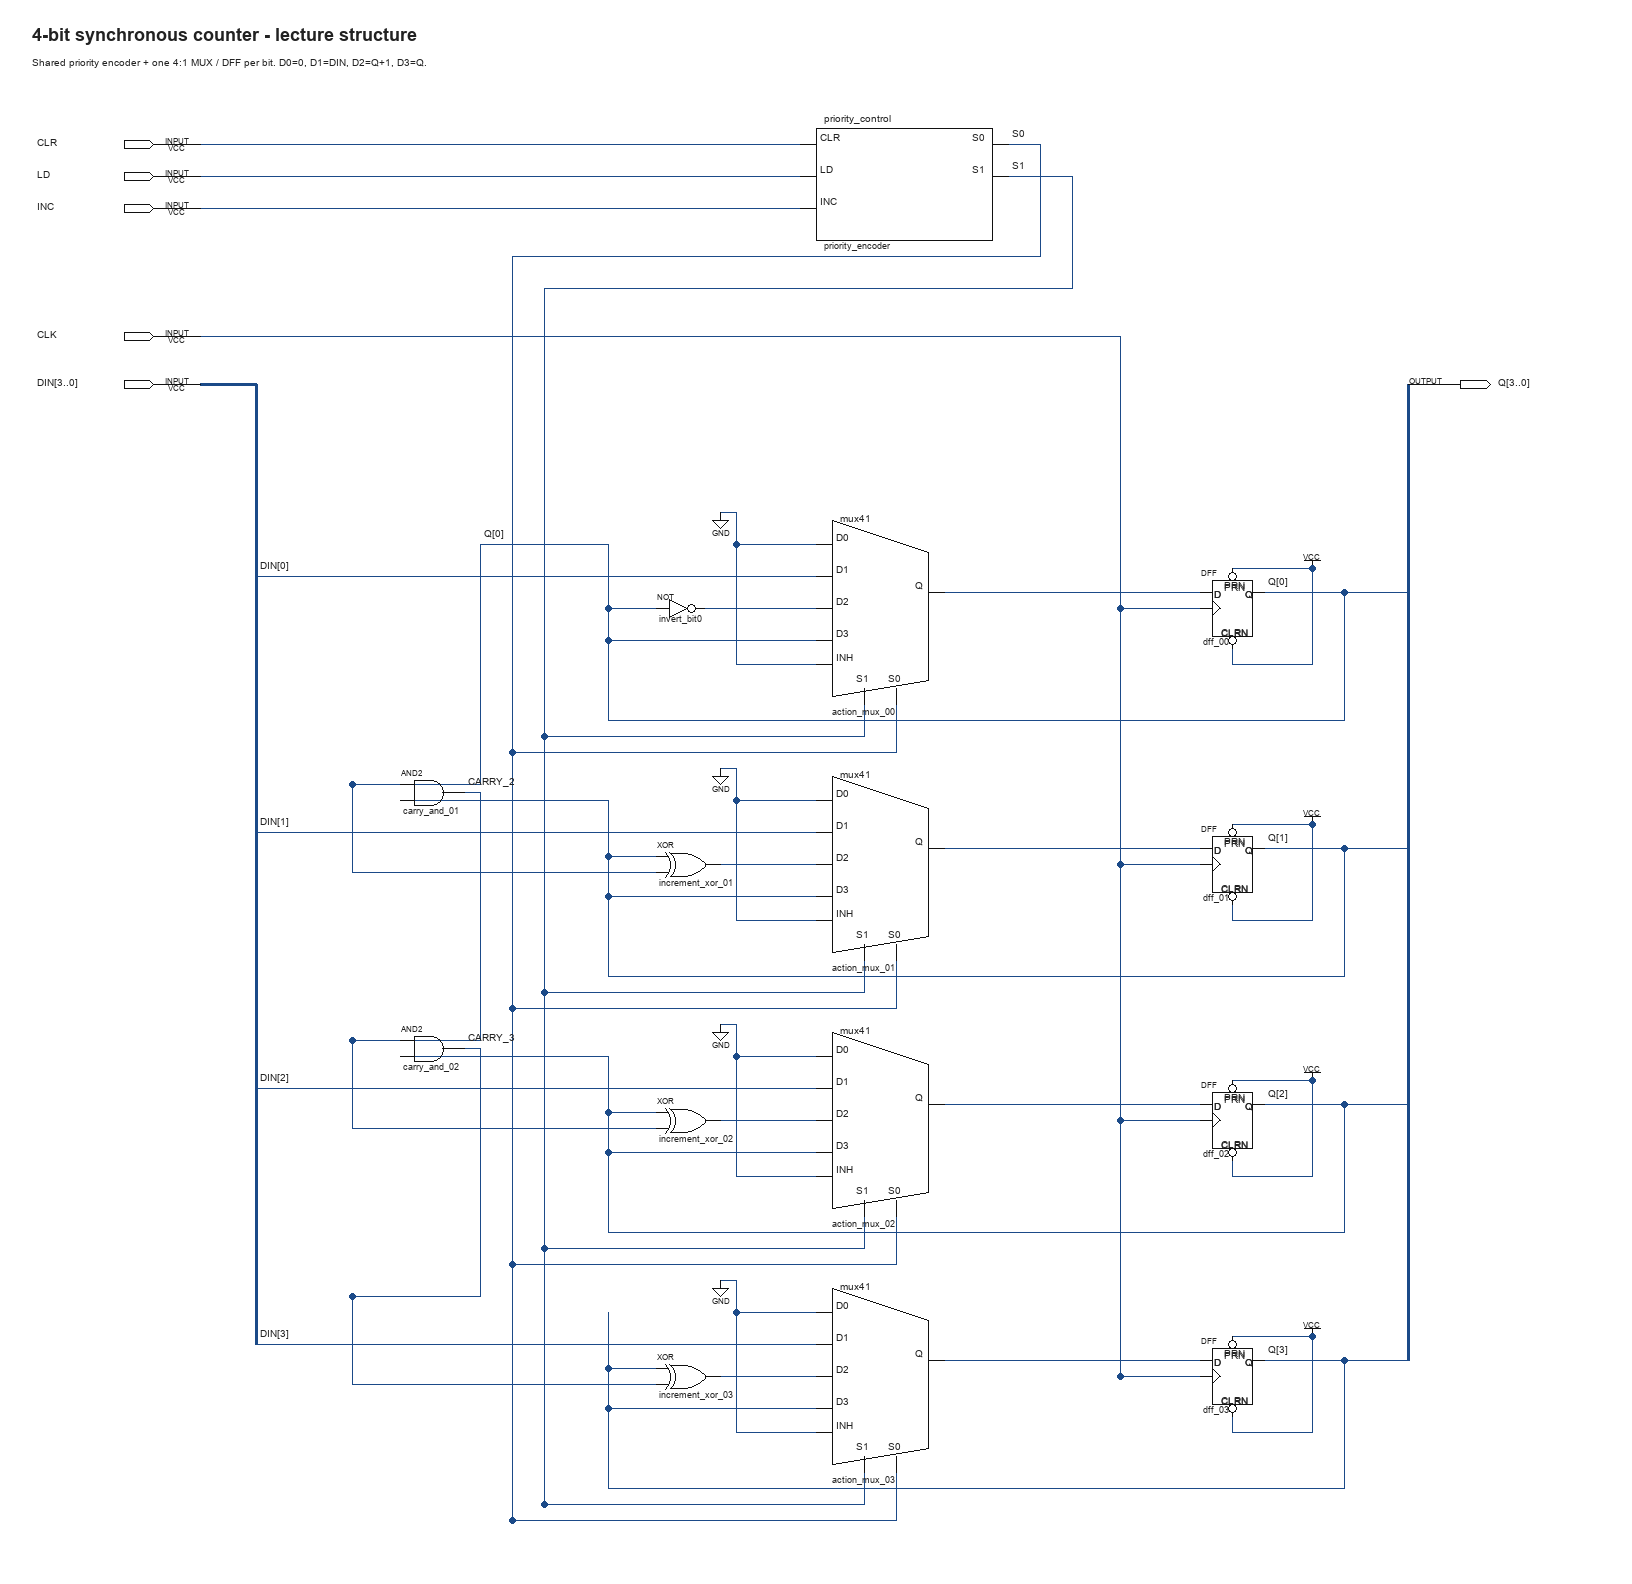 4-bit synchronous counter - lecture structure
Shared priority encoder + one 4:1 MUX / DFF per bit. D0=0, D1=DIN, D2=Q+1, D3=Q.
priority_control
CLR
INPUT
VCC
CLR
S0
S0
LD
INPUT
VCC
LD
S1
S1
INC
INPUT
VCC
INC
priority_encoder
CLK
INPUT
VCC
DIN[3..0]
INPUT
VCC
OUTPUT
Q[3..0]
mux41
GND
Q[0]
D0
DIN[0]
D1
Q
NOT
D2
invert_bit0
D3
INH
S1
S0
action_mux_00
VCC
DFF
PRN
D
Q
CLRN
dff_00
Q[0]
AND2
CARRY_2
carry_and_01
mux41
GND
D0
DIN[1]
D1
Q
XOR
D2
increment_xor_01
D3
INH
S1
S0
action_mux_01
VCC
DFF
PRN
D
Q
CLRN
dff_01
Q[1]
AND2
CARRY_3
carry_and_02
mux41
GND
D0
DIN[2]
D1
Q
XOR
D2
increment_xor_02
D3
INH
S1
S0
action_mux_02
VCC
DFF
PRN
D
Q
CLRN
dff_02
Q[2]
mux41
GND
D0
DIN[3]
D1
Q
XOR
D2
increment_xor_03
D3
INH
S1
S0
action_mux_03
VCC
DFF
PRN
D
Q
CLRN
dff_03
Q[3]